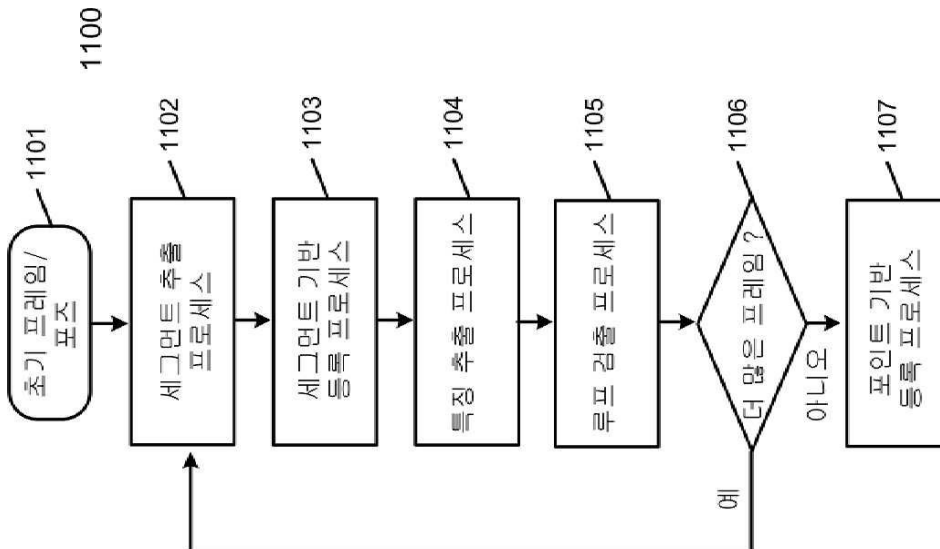 1100
1101
초기 프레임/
포즈
1102
세그먼트 추출
프로세스
1103
세그먼트 기반
등록 프로세스
1104
특징 추출 프로세스
1105
루프 검출 프로세스
1106
더 많은 프레임?
예
아니오
1107
포인트 기반
등록 프로세스